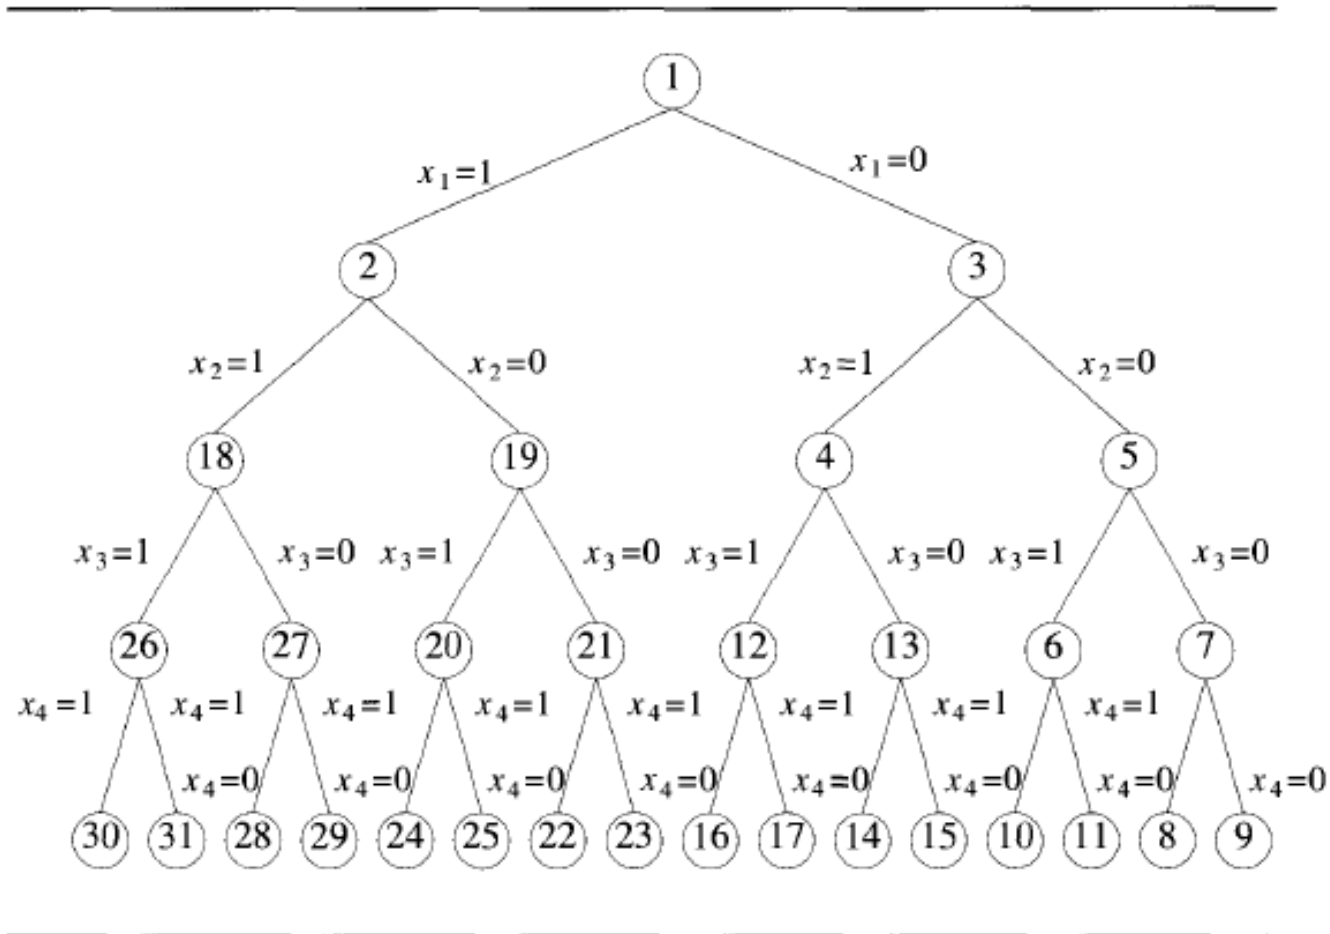 1
x1=1 x1=0
2 3
x2=1 x2=0 x2=1 x2=0
18 19 4 5
x3=1 x3=0 x3=1 x3=0 x3=1 x3=0 x3=1 x3=0
26 27 20 21 12 13 6 7
x4=1 x4=1 x4=1 x4=1 x4=1 x4=1 x4=1 x4=1
x4=0 x4=0 x4=0 x4=0 x4=0 x4=0 x4=0 x4=0
30 31 28 29 24 25 22 23 16 17 14 15 10 11 8 9